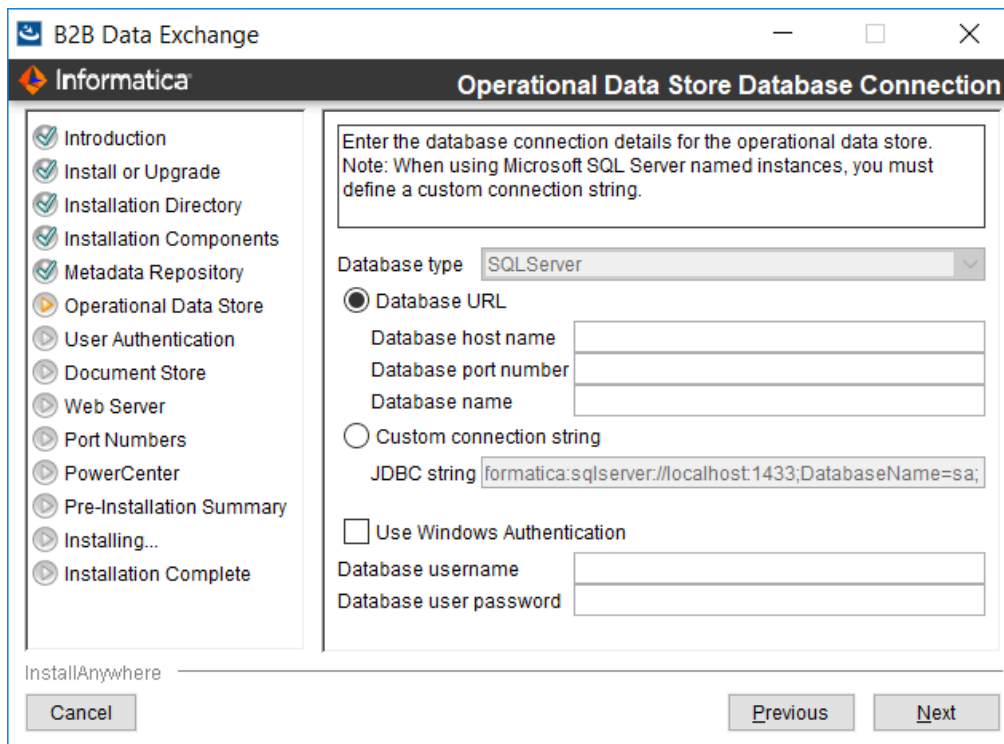 B2B Data Exchange
Informatica
Operational Data Store Database Connection
Introduction
Install or Upgrade
Installation Directory
Installation Components
Metadata Repository
Operational Data Store
User Authentication
Document Store
Web Server
Port Numbers
PowerCenter
Pre-Installation Summary
Installing...
Installation Complete
Enter the database connection details for the operational data store.
Note: When using Microsoft SQL Server named instances, you must
define a custom connection string.
Database type SQLServer
Database URL
Database host name
Database port number
Database name
Custom connection string
JDBC string formatica:sqlserver://localhost:1433;DatabaseName=sa;
Use Windows Authentication
Database username
Database user password
InstallAnywhere
Cancel
Previous
Next